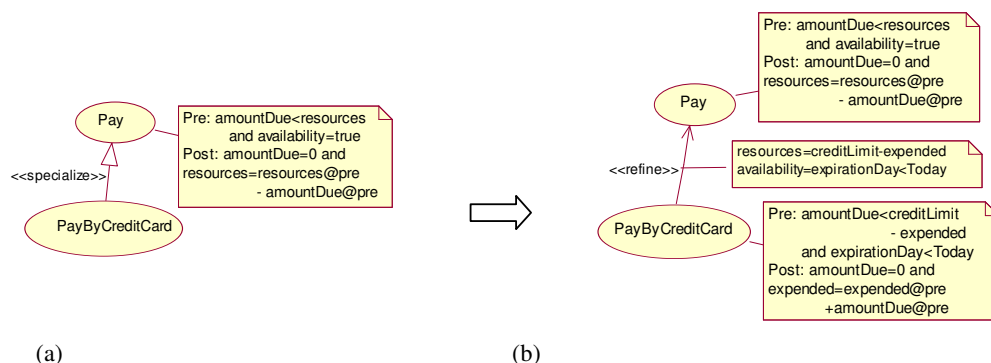 Pay
Pre: amountDue<resources
and availability=true
Post: amountDue=0 and
resources=resources@pre
- amountDue@pre
<<specialize>>
PayByCreditCard
(a)
Pre: amountDue<resources
and availability=true
Post: amountDue=0 and
resources=resources@pre
- amountDue@pre
Pay
<<refine>>
resources=creditLimit-expended
availability=expirationDay<Today
PayByCreditCard
Pre: amountDue<creditLimit
- expended
and expirationDay<Today
Post: amountDue=0 and
expended=expended@pre
+amountDue@pre
(b)